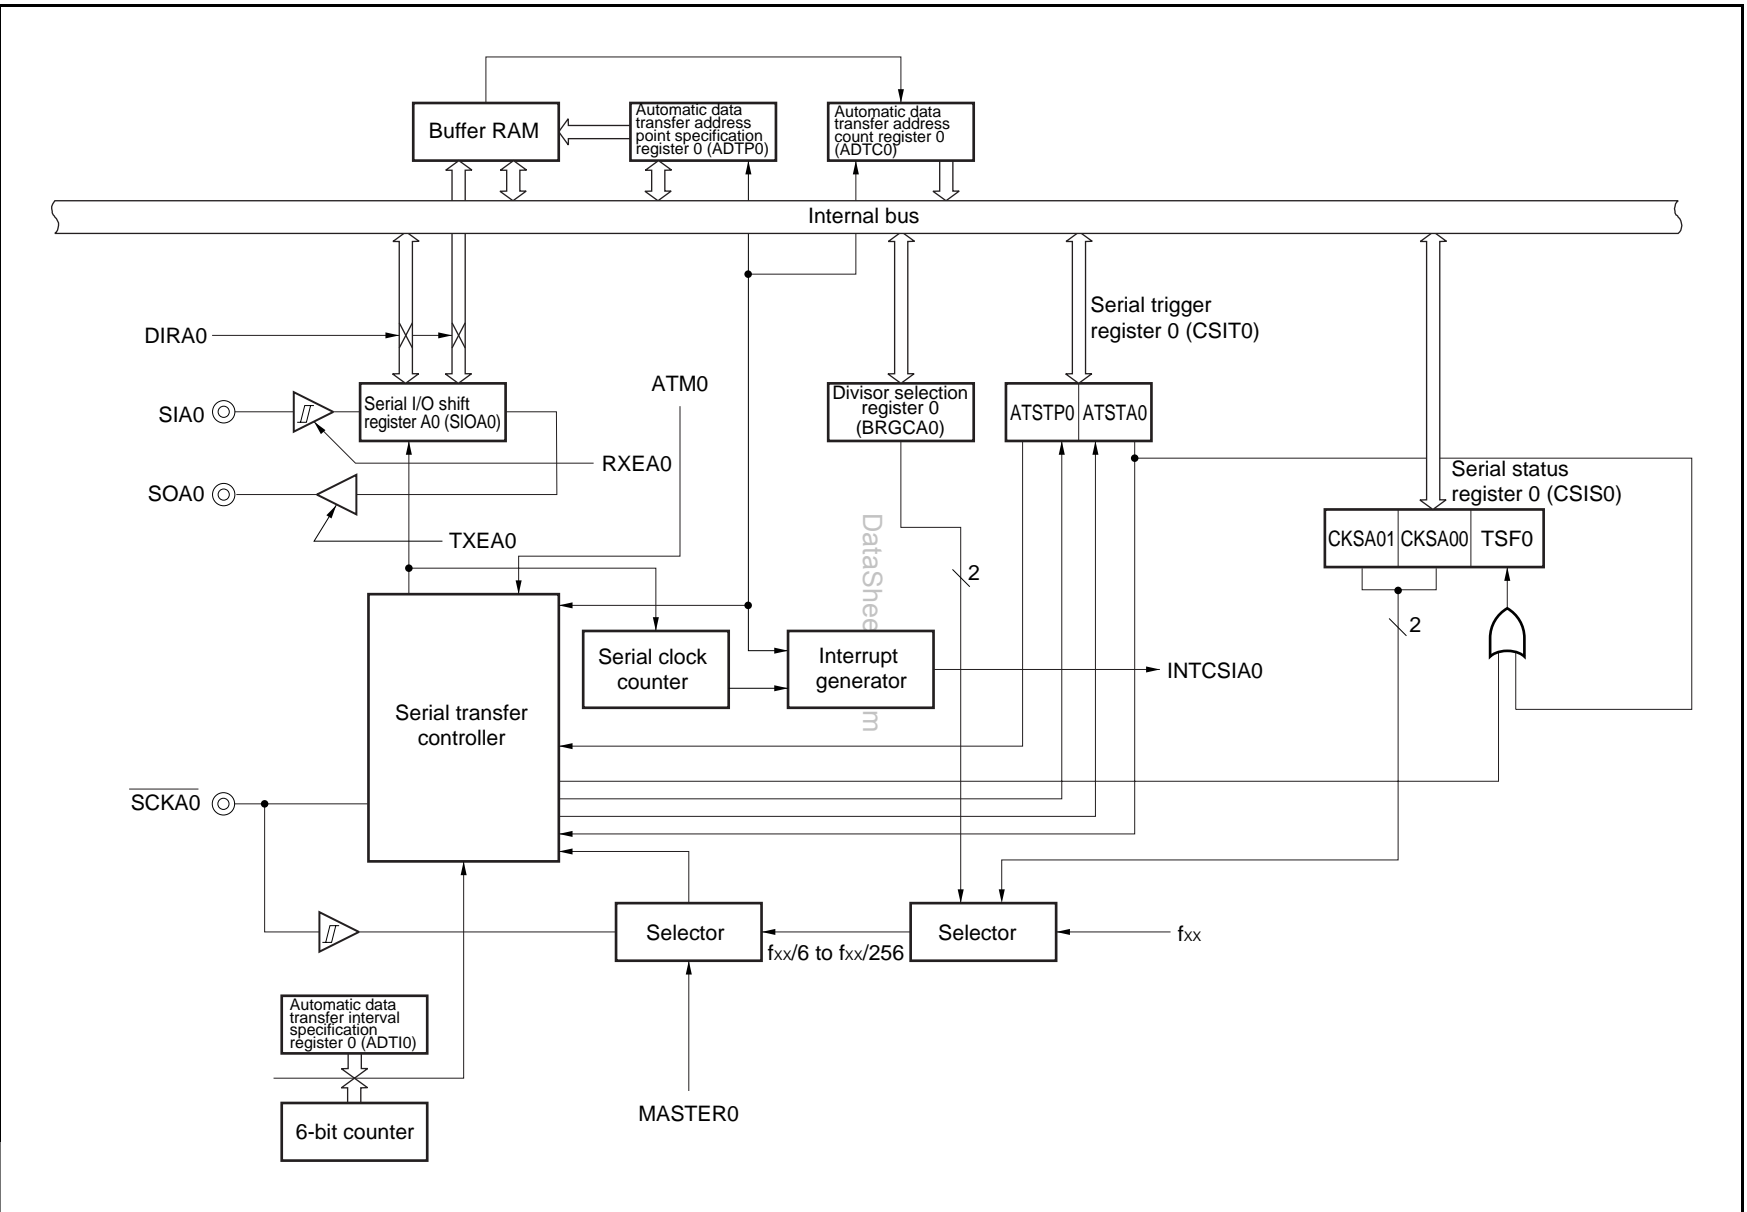 Buffer RAM
Automatic data
transfer address
point specification
register 0 (ADTP0)
Automatic data
transfer address
count register 0
(ADTC0)
Internal bus
DIRA0
Serial trigger
register 0 (CSIT0)
SIA0
Serial I/O shift
register A0 (SIOA0)
ATM0
Divisor selection
register 0
(BRGCA0)
ATSTP0
ATSTA0
RXEA0
SOA0
Serial status
register 0 (CSIS0)
TXEA0
CKSA01
CKSA00
TSF0
2
2
Serial clock
counter
Interrupt
generator
INTCSIA0
Serial transfer
controller
SCKA0
Selector
fxx/6 to fxx/256
Selector
fxx
Automatic data
transfer interval
specification
register 0 (ADTI0)
MASTER0
6-bit counter